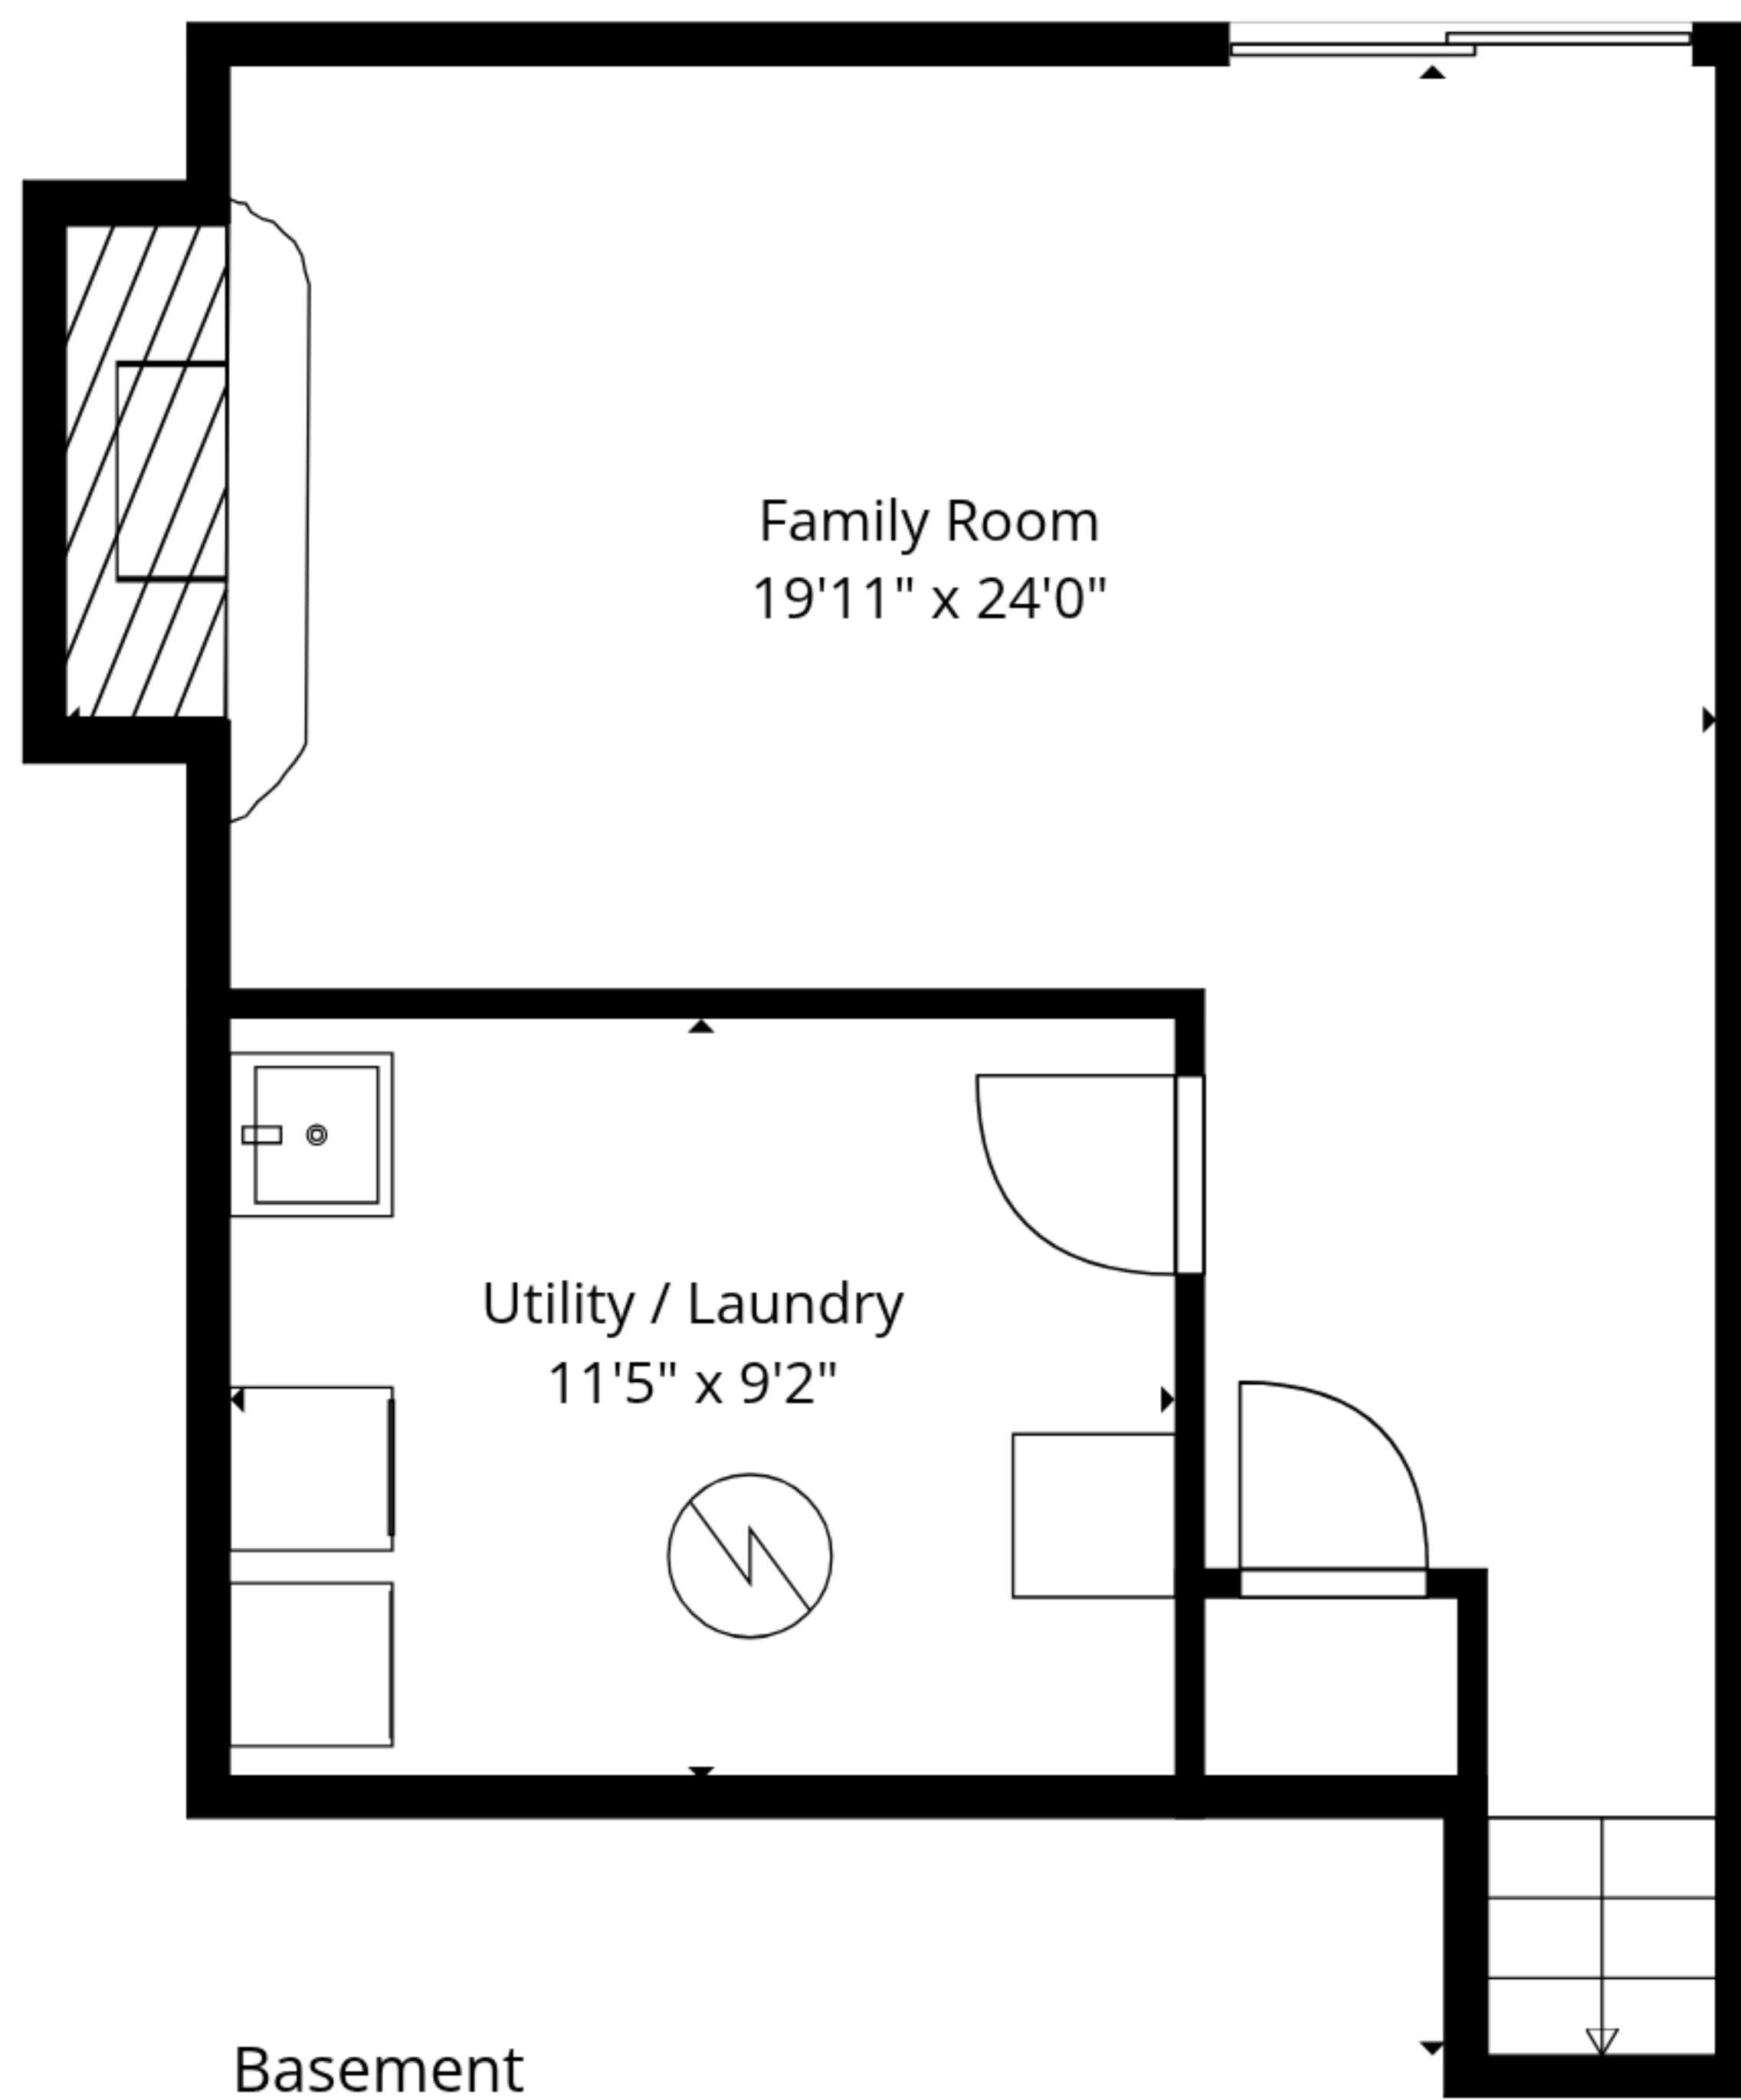 Family Room
19'11" x 24'0"
Utility / Laundry
11'5" x 9'2"
Basement